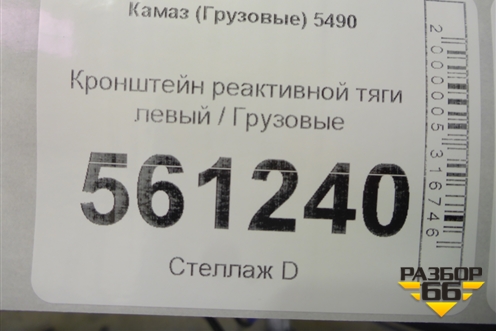 Камаз (Грузовые) 5490
Кронштейн реактивной тяги
левый / Грузовые
561240
Стеллаж D
2000005316746
РАЗБОР
66